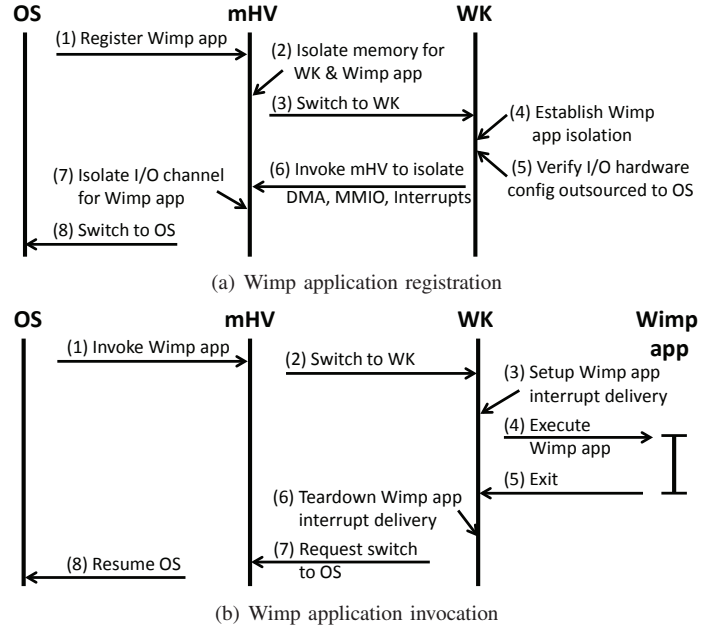 OS mHV WK
(1) Register Wimp app
(2) Isolate memory for
WK & Wimp app
(3) Switch to WK
(4) Establish Wimp
app isolation
(5) Verify I/O hardware
config outsourced to OS
(6) Invoke mHV to isolate
DMA, MMIO, Interrupts
(7) Isolate I/O channel
for Wimp app
(8) Switch to OS
(a) Wimp application registration
OS mHV WK Wimp
app
(1) Invoke Wimp app
(2) Switch to WK
(3) Setup Wimp app
interrupt delivery
(4) Execute
Wimp app
(5) Exit
(6) Teardown Wimp app
interrupt delivery
(7) Request switch
to OS
(8) Resume OS
(b) Wimp application invocation